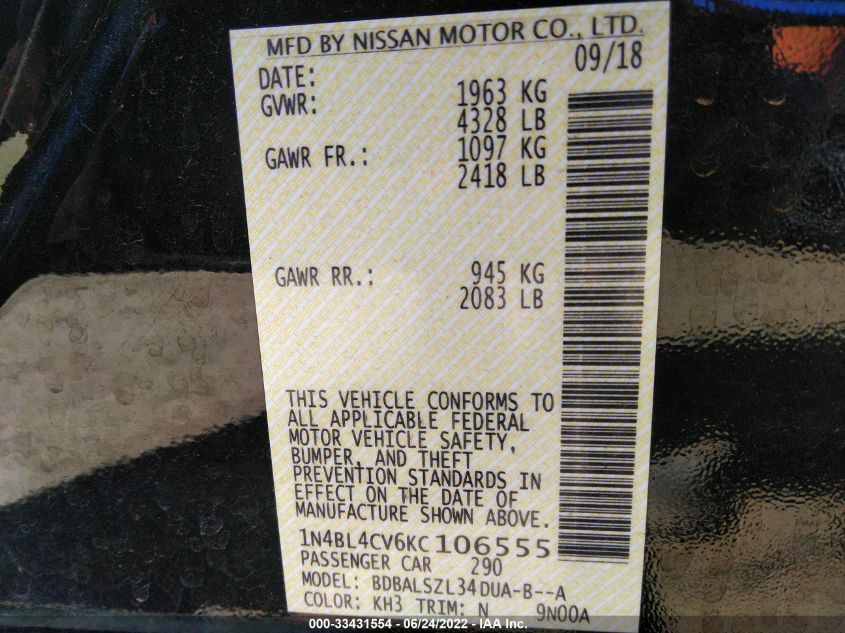 MFD BY NISSAN MOTOR CO., LTD.
DATE: 09/18
GVWR: 1963 KG
4328 LB
GAWR FR.: 1097 KG
2418 LB
GAWR RR.: 945 KG
2083 LB
THIS VEHICLE CONFORMS TO
ALL APPLICABLE FEDERAL
MOTOR VEHICLE SAFETY,
BUMPER, AND THEFT
PREVENTION STANDARDS IN
EFFECT ON THE DATE OF
MANUFACTURE SHOWN ABOVE.
1N4BL4CV6KC106555
PASSENGER CAR 290
MODEL: BDBALSZL34DUA-B--A
COLOR: KH3 TRIM: N 9N00A
000-33431554 - 06/24/2022 - IAA Inc.